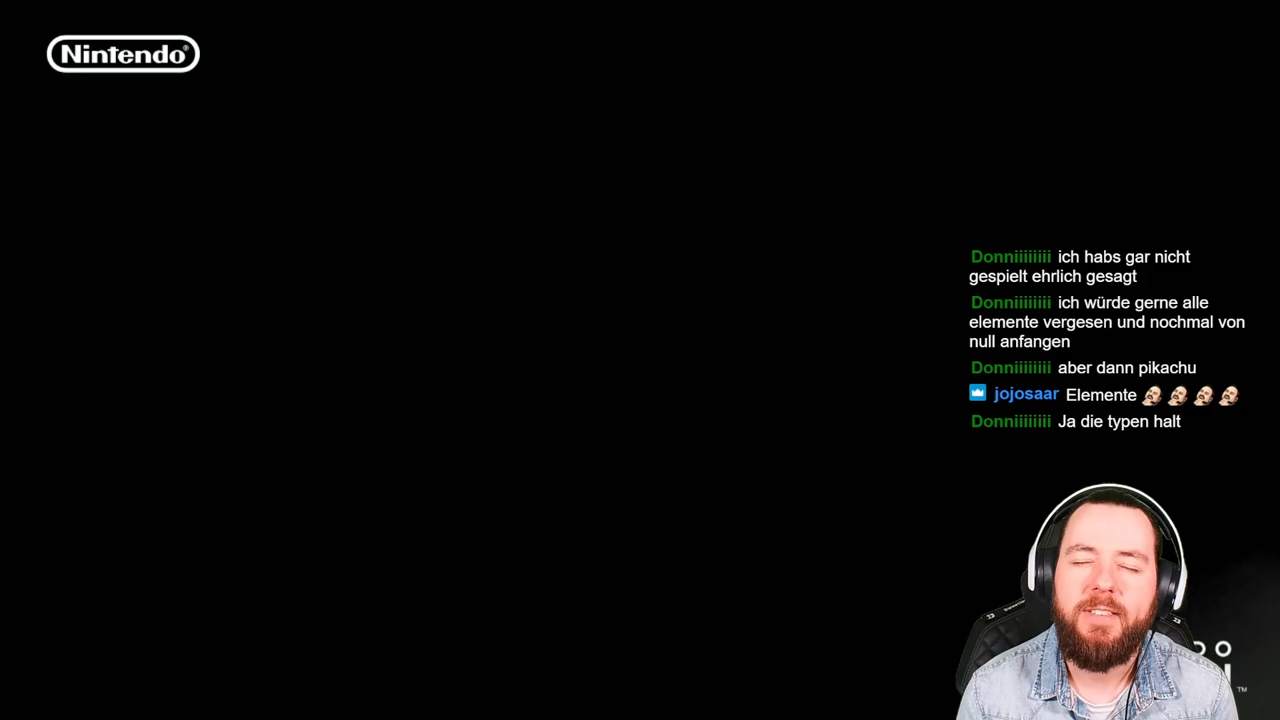 Nintendo®
Donniiiiiiii ich habs gar nicht
gespielt ehrlich gesagt
Donniiiiiiii ich würde gerne alle
elemente vergesen und nochmal von
null anfangen
Donniiiiiiii aber dann pikachu
jojosaar Elemente
Donniiiiiiii Ja die typen halt
™